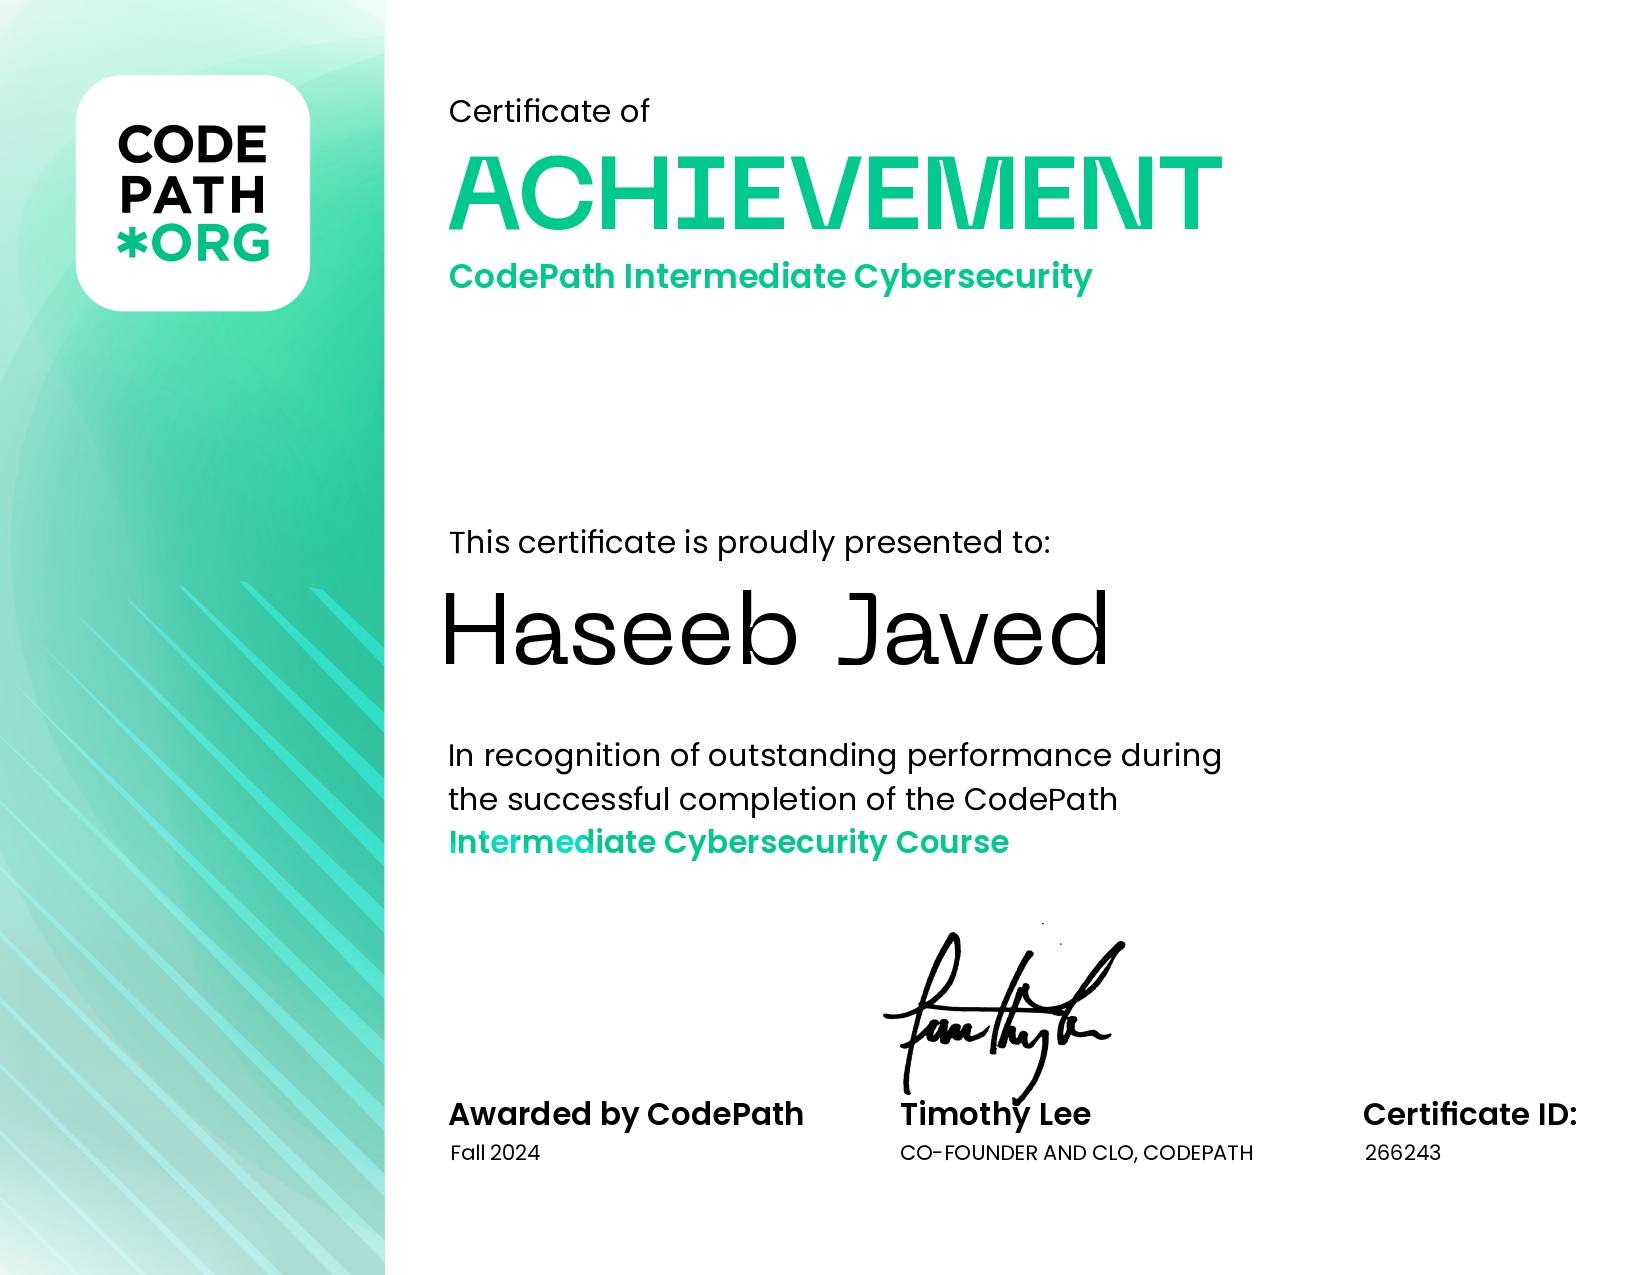 CODE
PATH
*ORG
Certificate of
ACHIEVEMENT
CodePath Intermediate Cybersecurity
This certificate is proudly presented to:
Haseeb Javed
In recognition of outstanding performance during
the successful completion of the CodePath
Intermediate Cybersecurity Course
Awarded by CodePath
Fall 2024
Timothy Lee
CO-FOUNDER AND CLO, CODEPATH
Certificate ID:
266243